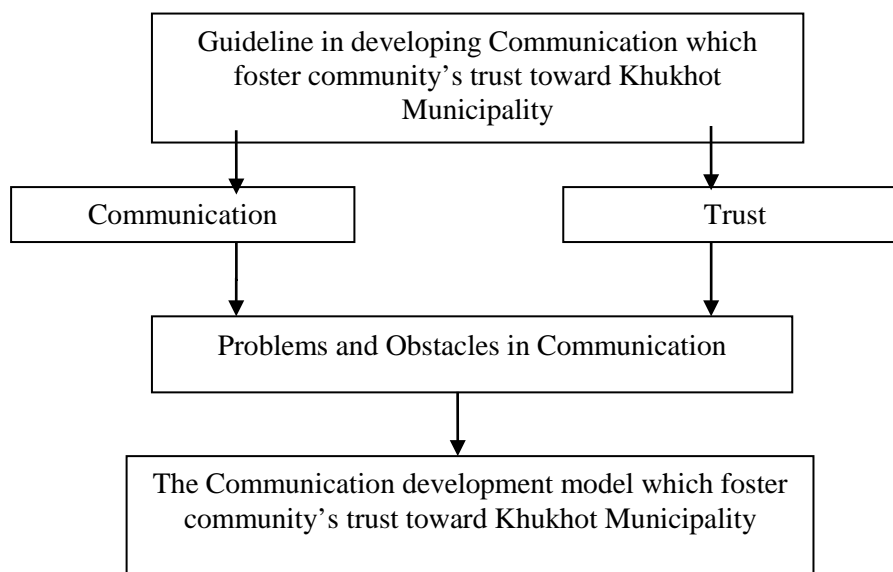 Guideline in developing Communication which
foster community’s trust toward Khukhot
Municipality
Communication
Trust
Problems and Obstacles in Communication
The Communication development model which foster
community’s trust toward Khukhot Municipality